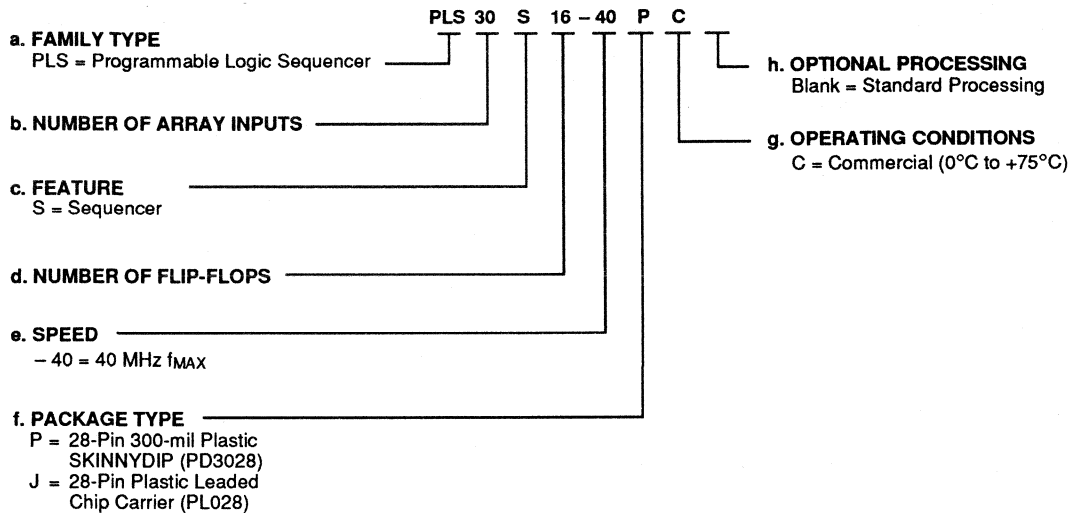 PLS 30 S 16 – 40 P C
a. FAMILY TYPE
PLS = Programmable Logic Sequencer
b. NUMBER OF ARRAY INPUTS
c. FEATURE
S = Sequencer
d. NUMBER OF FLIP-FLOPS
e. SPEED
– 40 = 40 MHz fMAX
f. PACKAGE TYPE
P = 28-Pin 300-mil Plastic
SKINNYDIP (PD3028)
J = 28-Pin Plastic Leaded
Chip Carrier (PL028)
h. OPTIONAL PROCESSING
Blank = Standard Processing
g. OPERATING CONDITIONS
C = Commercial (0°C to +75°C)